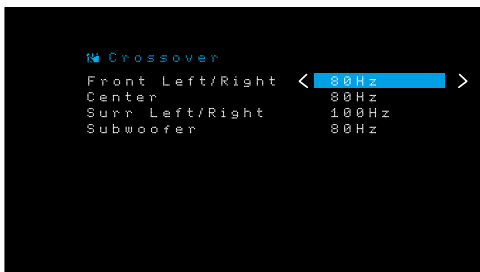 Crossover
Front Left/Right < 80Hz >
Center 80Hz
Surr Left/Right 100Hz
Subwoofer 80Hz